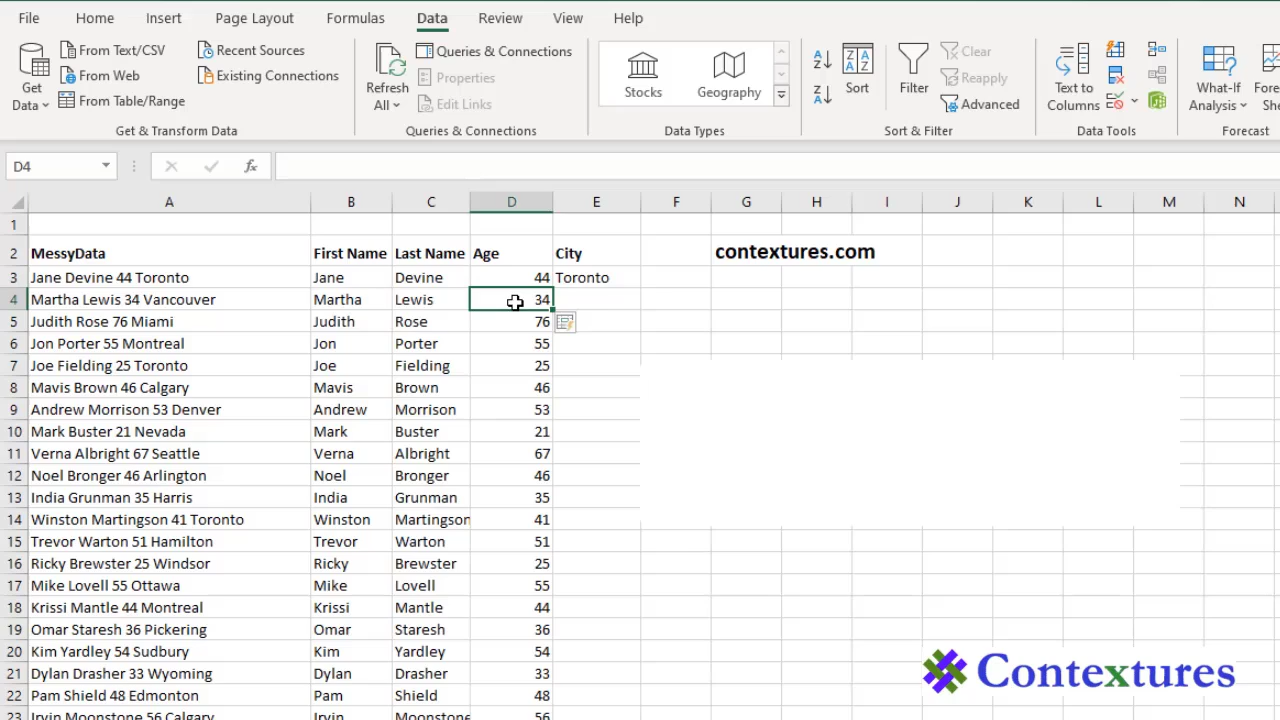 File Home Insert Page Layout Formulas Data Review View Help
From Text/CSV Recent Sources Queries & Connections Clear
From Web Existing Connections Properties Reapply
Get Data From Table/Range Refresh All Edit Links Stocks Geography Sort Filter Advanced Text to Columns What-If Analysis
Get & Transform Data Queries & Connections Data Types Sort & Filter Data Tools Forecast
D4 fx
A B C D E F G H I J K L M N
1
2 MessyData First Name Last Name Age City contextures.com
3 Jane Devine 44 Toronto Jane Devine 44 Toronto
4 Martha Lewis 34 Vancouver Martha Lewis 34
5 Judith Rose 76 Miami Judith Rose 76
6 Jon Porter 55 Montreal Jon Porter 55
7 Joe Fielding 25 Toronto Joe Fielding 25
8 Mavis Brown 46 Calgary Mavis Brown 46
9 Andrew Morrison 53 Denver Andrew Morrison 53
10 Mark Buster 21 Nevada Mark Buster 21
11 Verna Albright 67 Seattle Verna Albright 67
12 Noel Bronger 46 Arlington Noel Bronger 46
13 India Grunman 35 Harris India Grunman 35
14 Winston Martingson 41 Toronto Winston Martingson 41
15 Trevor Warton 51 Hamilton Trevor Warton 51
16 Ricky Brewster 25 Windsor Ricky Brewster 25
17 Mike Lovell 55 Ottawa Mike Lovell 55
18 Krissi Mantle 44 Montreal Krissi Mantle 44
19 Omar Staresh 36 Pickering Omar Staresh 36
20 Kim Yardley 54 Sudbury Kim Yardley 54
21 Dylan Drasher 33 Wyoming Dylan Drasher 33
22 Pam Shield 48 Edmonton Pam Shield 48
23 Irvin Moonstone 56 Calgary Irvin Moonstone 56
Contextures